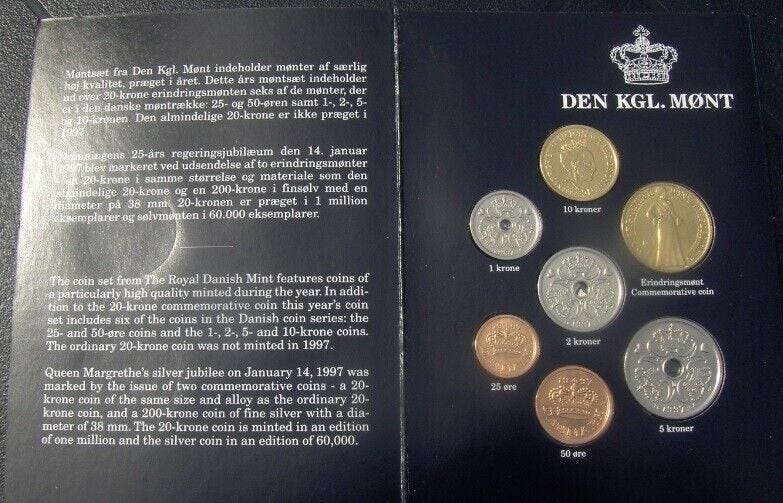 Møntsæt fra Den Kgl. Mønt indeholder mønter af særlig
høj kvalitet, præget i året. Dette års møntsæt indeholder
ud over 20-krone erindringsmønten seks af de mønter, der
er i den danske møntrække: 25- og 50-øren samt 1-, 2-, 5-
og 10-kronen. Den almindelige 20-krone er ikke præget i
1997.
Dronningens 25-års regeringsjubilæum den 14. januar
1997 blev markeret ved udsendelse af to erindringsmønter
- en 20-krone i samme størrelse og materiale som den
almindelige 20-krone og en 200-krone i finsølv med en
diameter på 38 mm. 20-kronen er præget i 1 million
eksemplarer og sølvmønten i 60.000 eksemplarer.
The coin set from The Royal Danish Mint features coins of
a particularly high quality minted during the year. In addi-
tion to the 20-krone commemorative coin this year's coin
set includes six of the coins in the Danish coin series: the
25- and 50-øre coins and the 1-, 2-, 5- and 10-krone coins.
The ordinary 20-krone coin was not minted in 1997.
Queen Margrethe's silver jubilee on January 14, 1997 was
marked by the issue of two commemorative coins - a 20-
krone coin of the same size and alloy as the ordinary 20-
krone coin, and a 200-krone coin of fine silver with a dia-
meter of 38 mm. The 20-krone coin is minted in an edition
of one million and the silver coin in an edition of 60,000.
DEN KGL. MØNT
10 kroner
1 krone
Erindringsmønt
Commemorative coin
2 kroner
25 øre
1997
5 kroner
50 øre